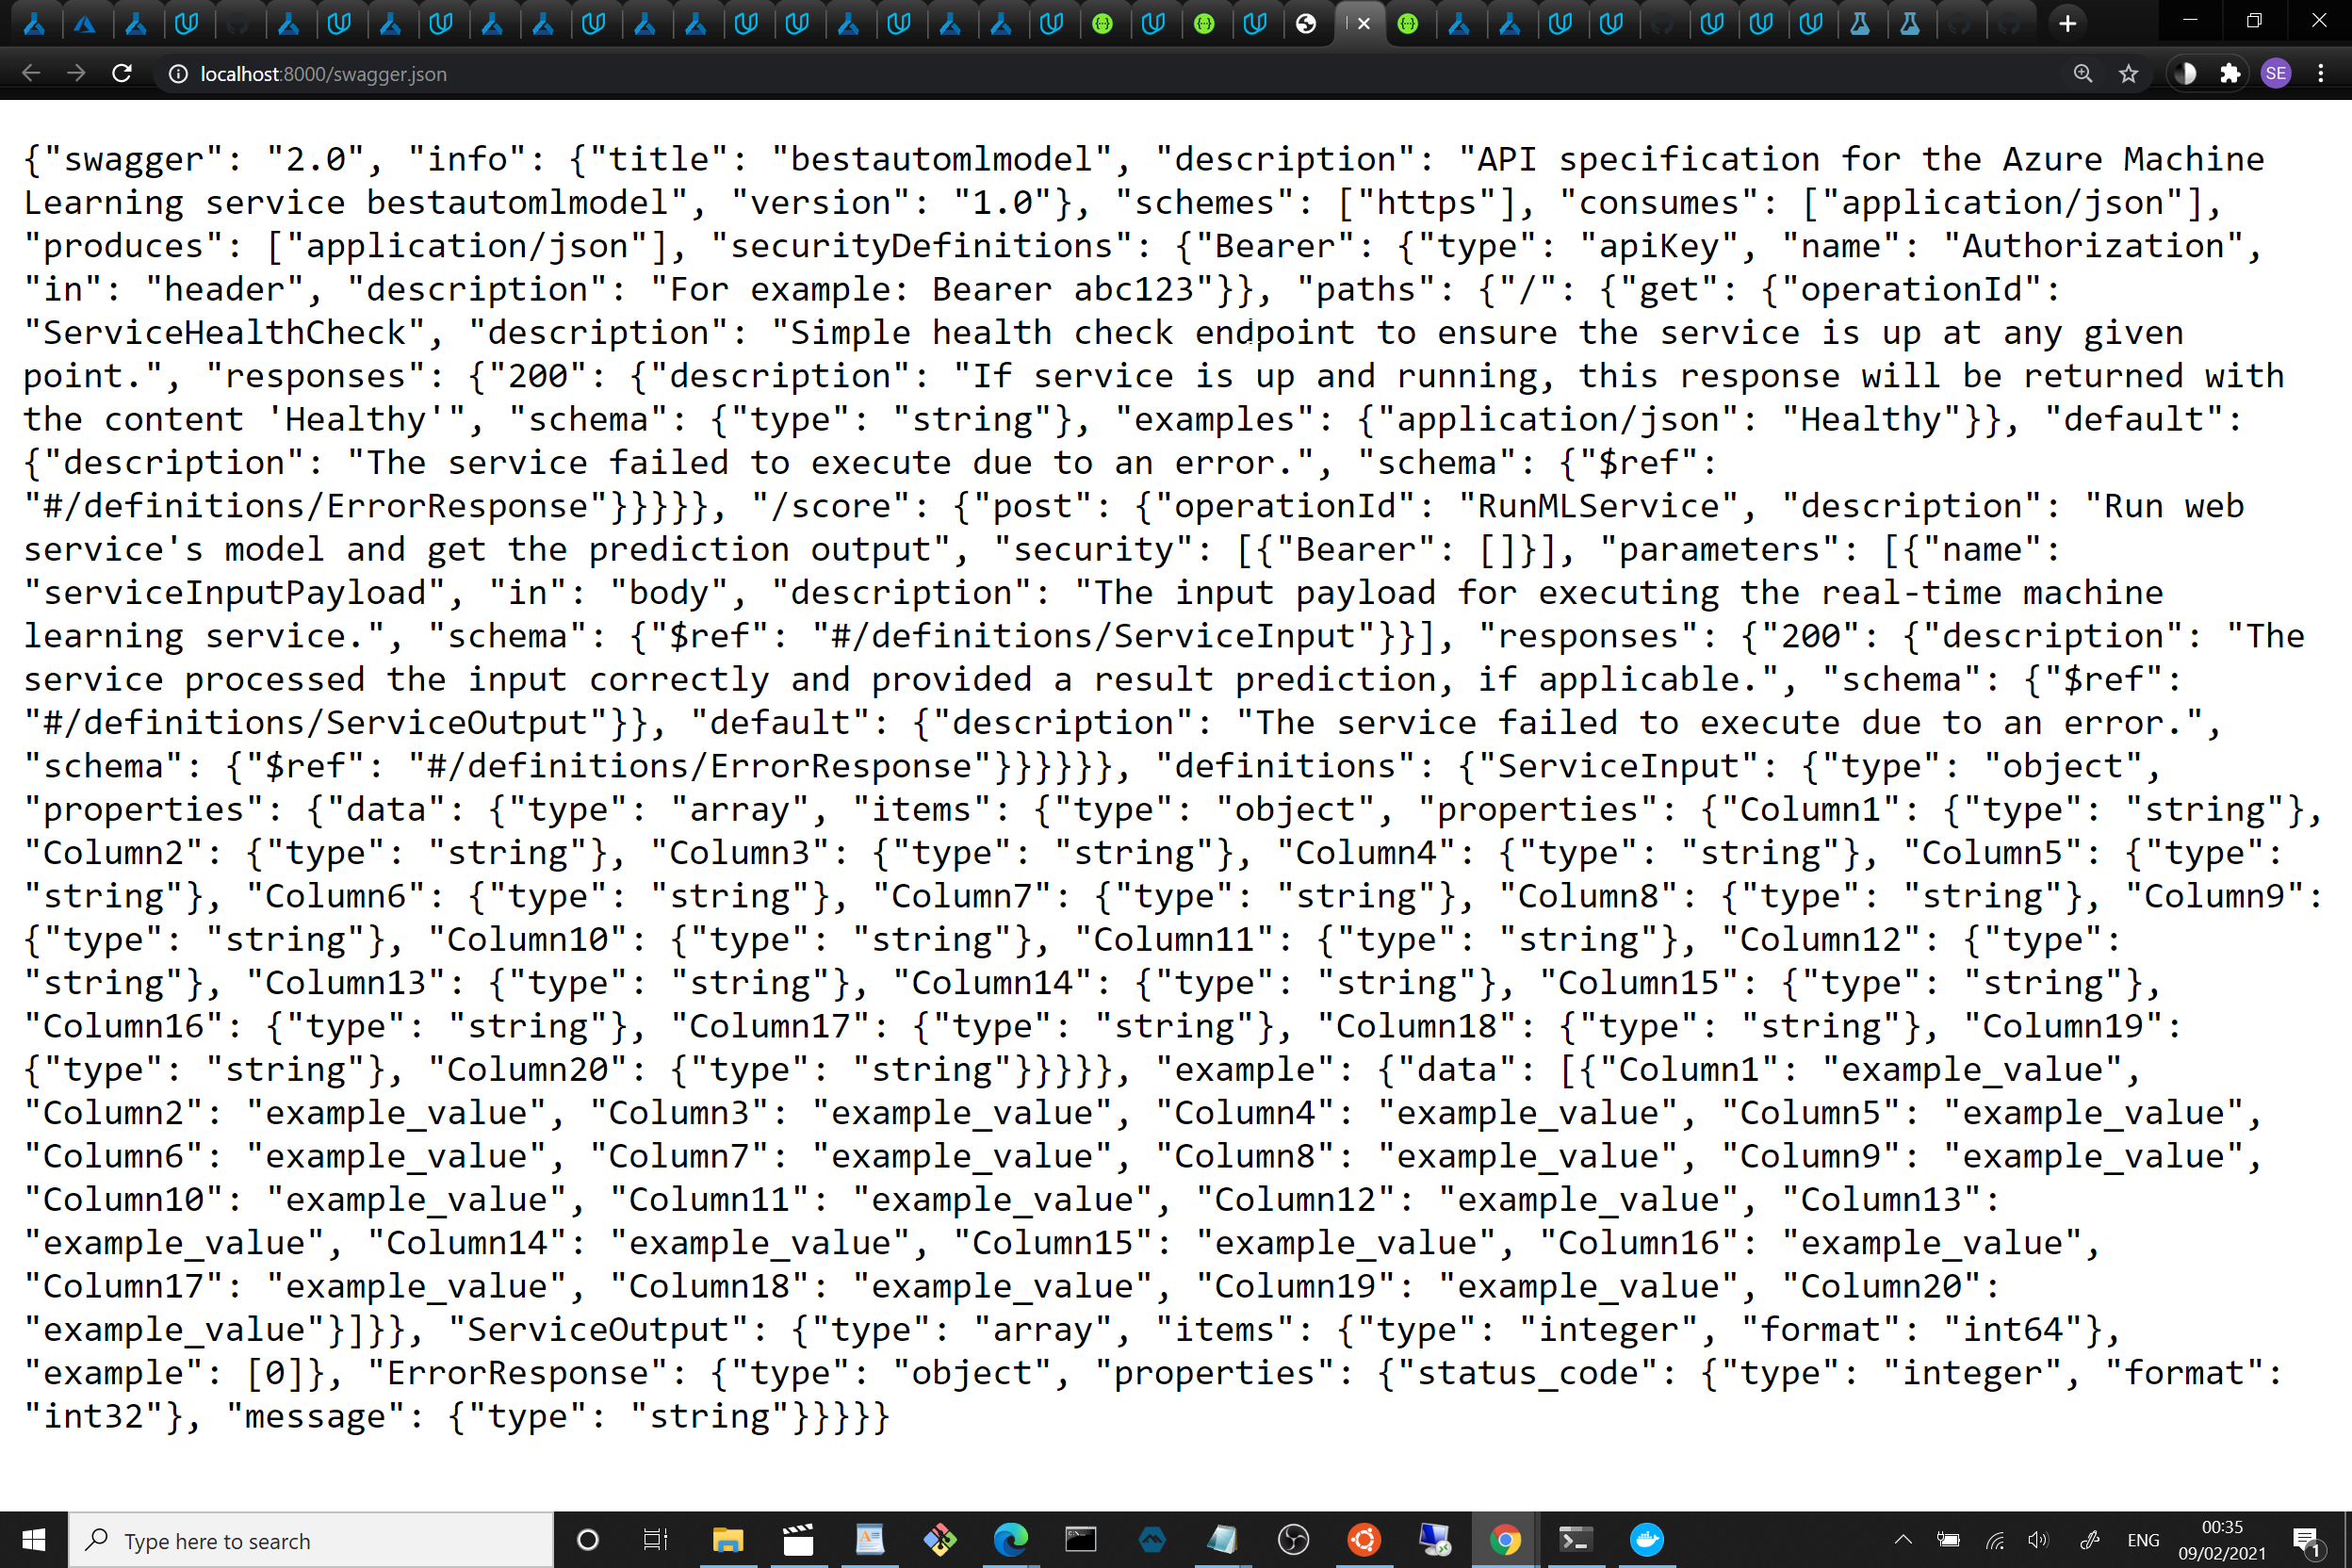 localhost:8000/swagger.json
SE
{"swagger": "2.0", "info": {"title": "bestautomlmodel", "description": "API specification for the Azure Machine
Learning service bestautomlmodel", "version": "1.0"}, "schemes": ["https"], "consumes": ["application/json"],
"produces": ["application/json"], "securityDefinitions": {"Bearer": {"type": "apiKey", "name": "Authorization",
"in": "header", "description": "For example: Bearer abc123"}}, "paths": {"/": {"get": {"operationId":
"ServiceHealthCheck", "description": "Simple health check endpoint to ensure the service is up at any given
point.", "responses": {"200": {"description": "If service is up and running, this response will be returned with
the content 'Healthy'", "schema": {"type": "string"}, "examples": {"application/json": "Healthy"}}, "default":
{"description": "The service failed to execute due to an error.", "schema": {"$ref":
"#/definitions/ErrorResponse"}}}}}, "/score": {"post": {"operationId": "RunMLService", "description": "Run web
service's model and get the prediction output", "security": [{"Bearer": []}], "parameters": [{"name":
"serviceInputPayload", "in": "body", "description": "The input payload for executing the real-time machine
learning service.", "schema": {"$ref": "#/definitions/ServiceInput"}}], "responses": {"200": {"description": "The
service processed the input correctly and provided a result prediction, if applicable.", "schema": {"$ref":
"#/definitions/ServiceOutput"}}, "default": {"description": "The service failed to execute due to an error.",
"schema": {"$ref": "#/definitions/ErrorResponse"}}}}}}, "definitions": {"ServiceInput": {"type": "object",
"properties": {"data": {"type": "array", "items": {"type": "object", "properties": {"Column1": {"type": "string"},
"Column2": {"type": "string"}, "Column3": {"type": "string"}, "Column4": {"type": "string"}, "Column5": {"type":
"string"}, "Column6": {"type": "string"}, "Column7": {"type": "string"}, "Column8": {"type": "string"}, "Column9":
{"type": "string"}, "Column10": {"type": "string"}, "Column11": {"type": "string"}, "Column12": {"type":
"string"}, "Column13": {"type": "string"}, "Column14": {"type": "string"}, "Column15": {"type": "string"},
"Column16": {"type": "string"}, "Column17": {"type": "string"}, "Column18": {"type": "string"}, "Column19":
{"type": "string"}, "Column20": {"type": "string"}}}}}, "example": {"data": [{"Column1": "example_value",
"Column2": "example_value", "Column3": "example_value", "Column4": "example_value", "Column5": "example_value",
"Column6": "example_value", "Column7": "example_value", "Column8": "example_value", "Column9": "example_value",
"Column10": "example_value", "Column11": "example_value", "Column12": "example_value", "Column13":
"example_value", "Column14": "example_value", "Column15": "example_value", "Column16": "example_value",
"Column17": "example_value", "Column18": "example_value", "Column19": "example_value", "Column20":
"example_value"}]}}, "ServiceOutput": {"type": "array", "items": {"type": "integer", "format": "int64"},
"example": [0]}, "ErrorResponse": {"type": "object", "properties": {"status_code": {"type": "integer", "format":
"int32"}, "message": {"type": "string"}}}}}
Type here to search
ENG
00:35
09/02/2021
1